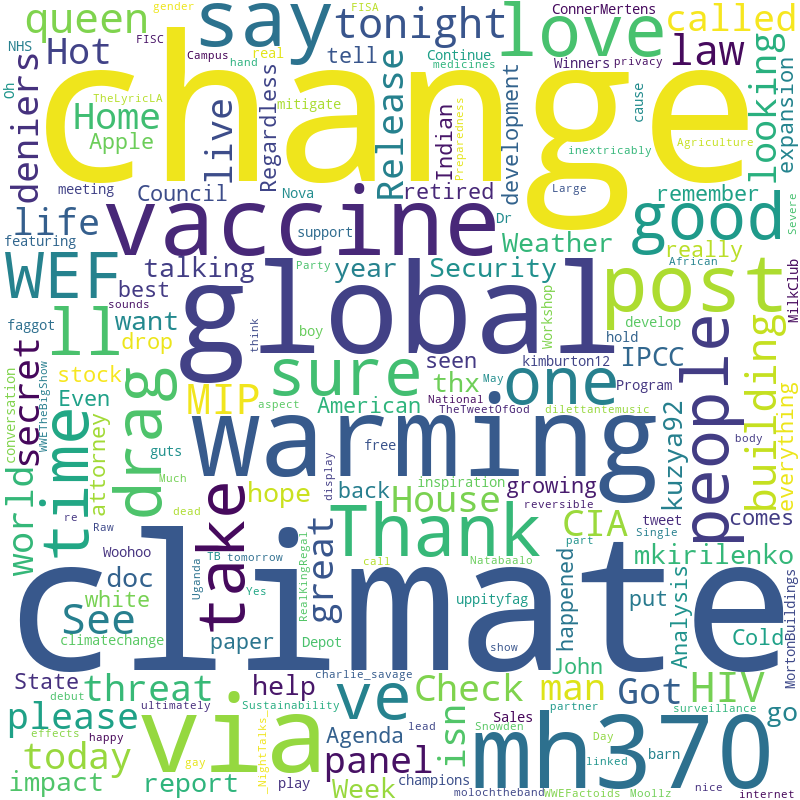 gender FISA ConnerMertens
queen say tonight love called
NHS FISC Campus real hand tell Continue medicines Winners privacy law
Oh Hot TheLyricLA change
deniers Home mitigate live Regardless Release Preparedness Indian development inextricably cause looking expansion
Apple Agriculture
meeting Council Nova retired Large remember Severe
life vaccine support Dr good
featuring Weather really
WEF talking year Security African
best sounds Party global post MilkClub
faggot ll want drop think boy Workshop hold develop
secret stock sure seen kimburton12 IPCC people building
conversation WWETheBigShow Even drag MIP thx one May Program
American National TheTweetOfGod dilettantemusic kuzya92 everything
aspect
time attorney guts warming free body
world hope display back inspiration growing
Much House reversible comes
re Raw dead take Thank CIA tweet
call part Single
Woohoo TB tomorrow great Natabaalo mkirilenko
doc Uganda Yes RealKingRegal happened Analysis MortonBuildings
See white climate uppityfag put
climatechange paper Depot show Cold
State threat charlie_savage John
debut help ve Check man Got HIV
please ultimately Sustainability partner go
effects via _NightTalks_ lead Snowden Sales surveillance
happy Agenda isn Day
today gay panel mh370 linked barn
impact report play Week champions molochtheband WWEFactoids Moollz nice internet